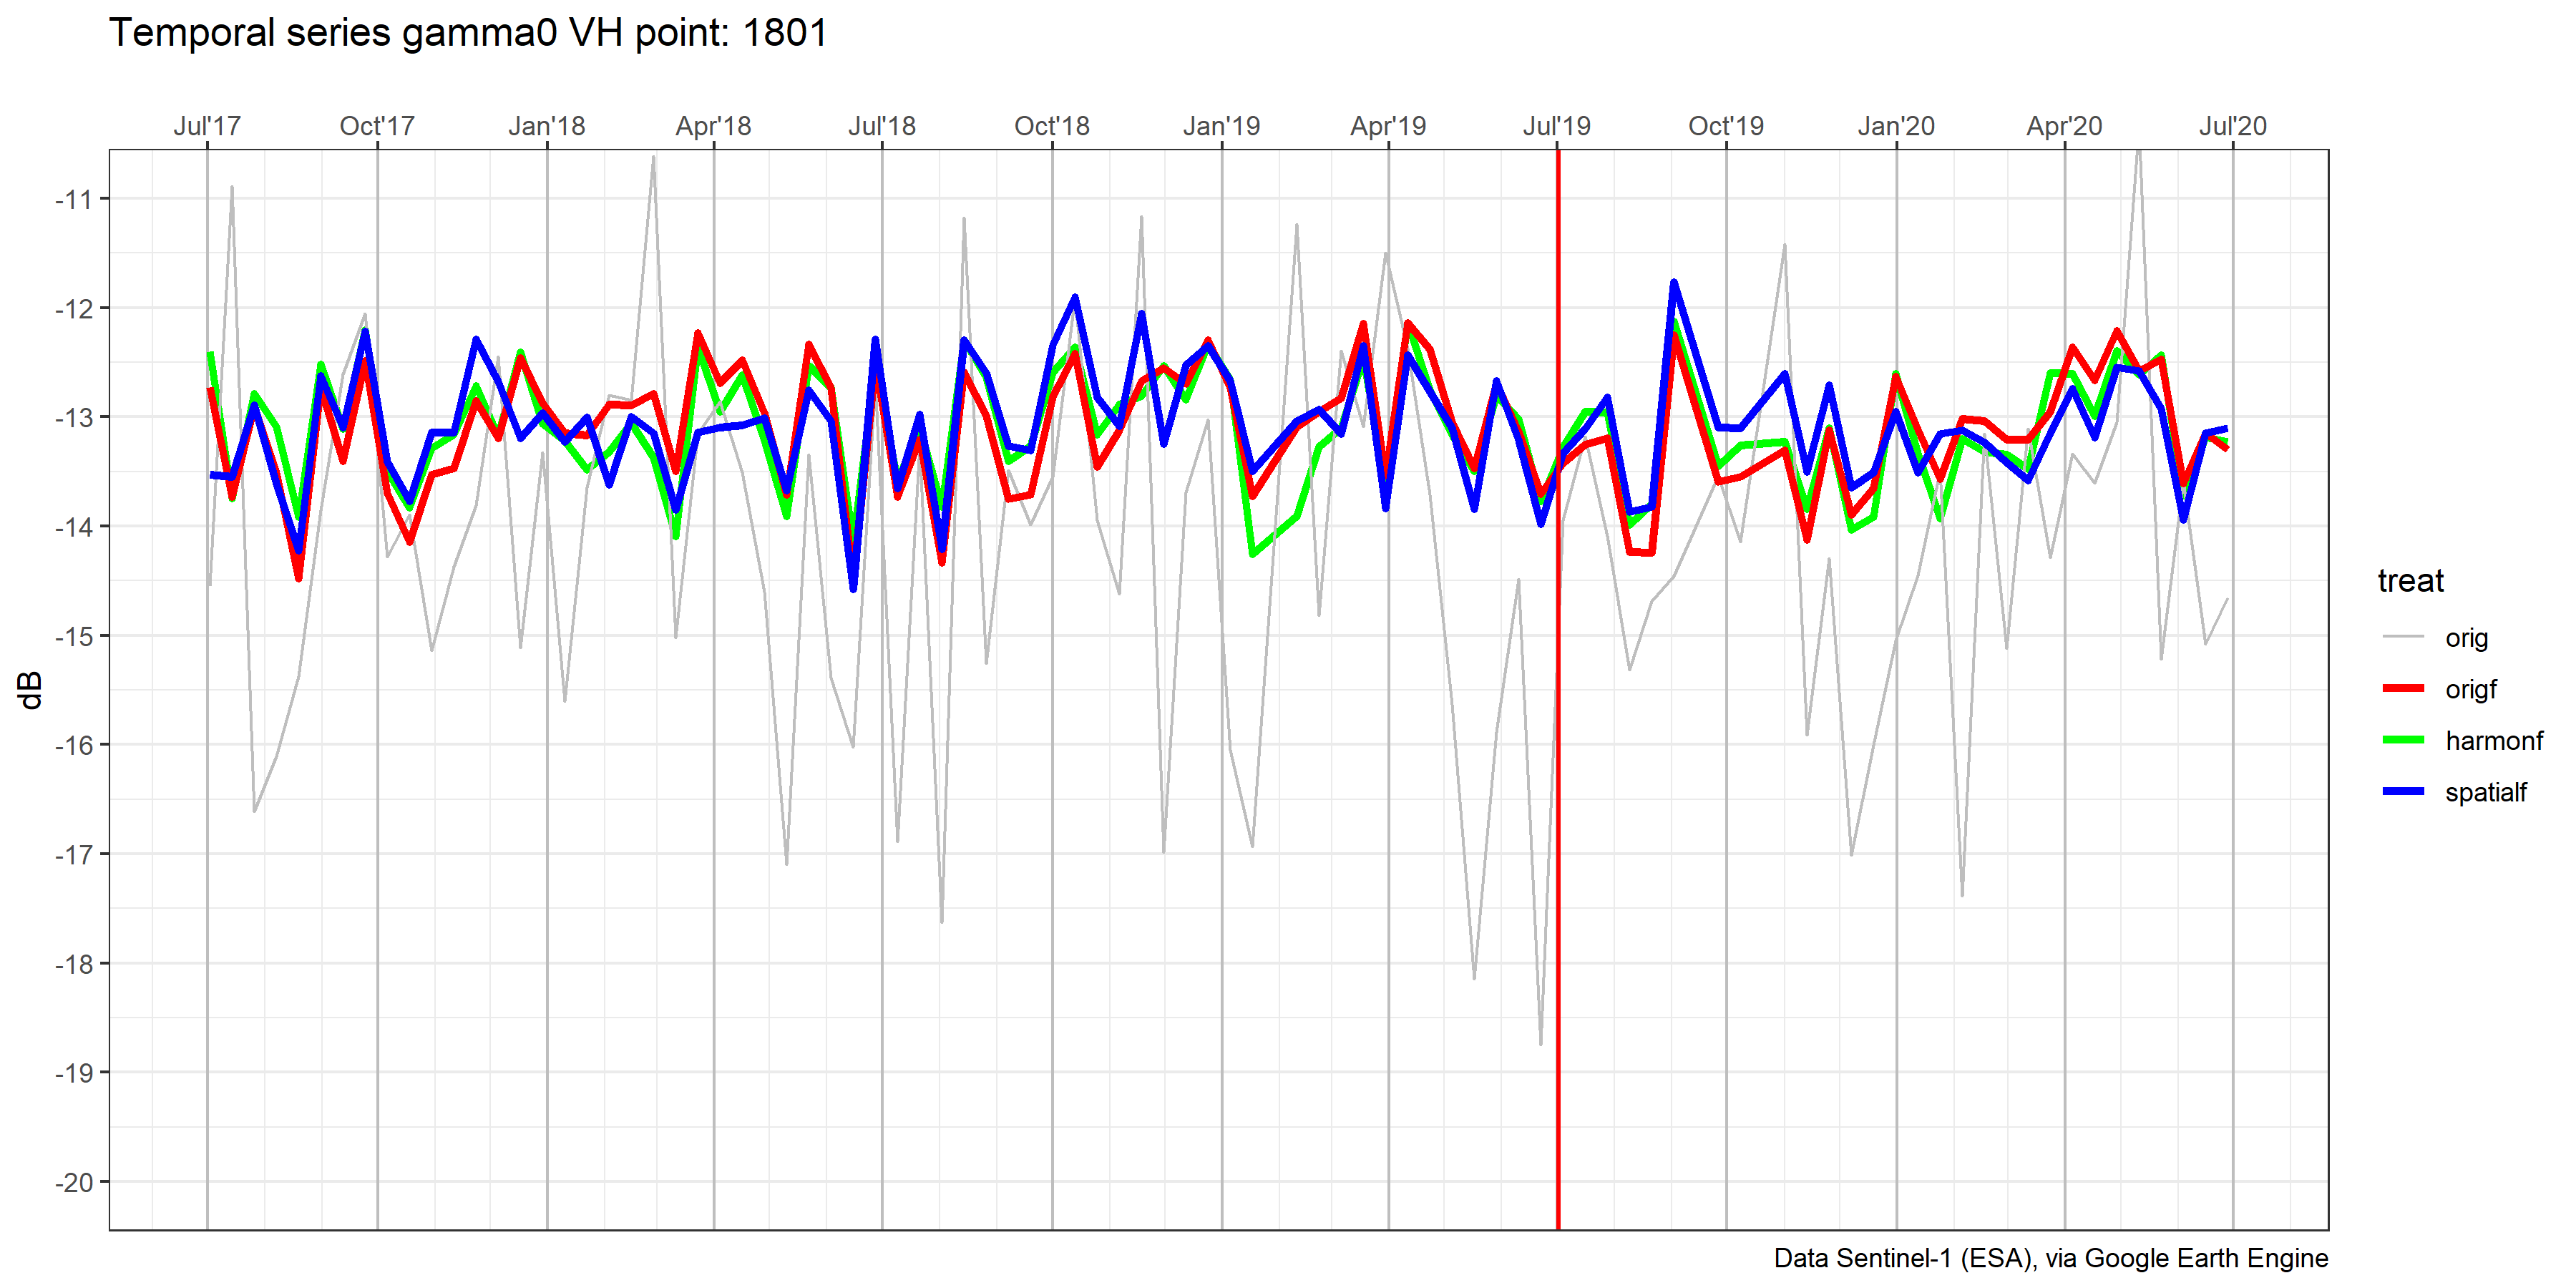 Temporal series gamma0 VH point: 1801
Jul'17 Oct'17 Jan'18 Apr'18 Jul'18 Oct'18 Jan'19 Apr'19 Jul'19 Oct'19 Jan'20 Apr'20 Jul'20
-11
-12
-13
-14
-15
-16
-17
-18
-19
-20
dB
treat
orig
origf
harmonf
spatialf
Data Sentinel-1 (ESA), via Google Earth Engine